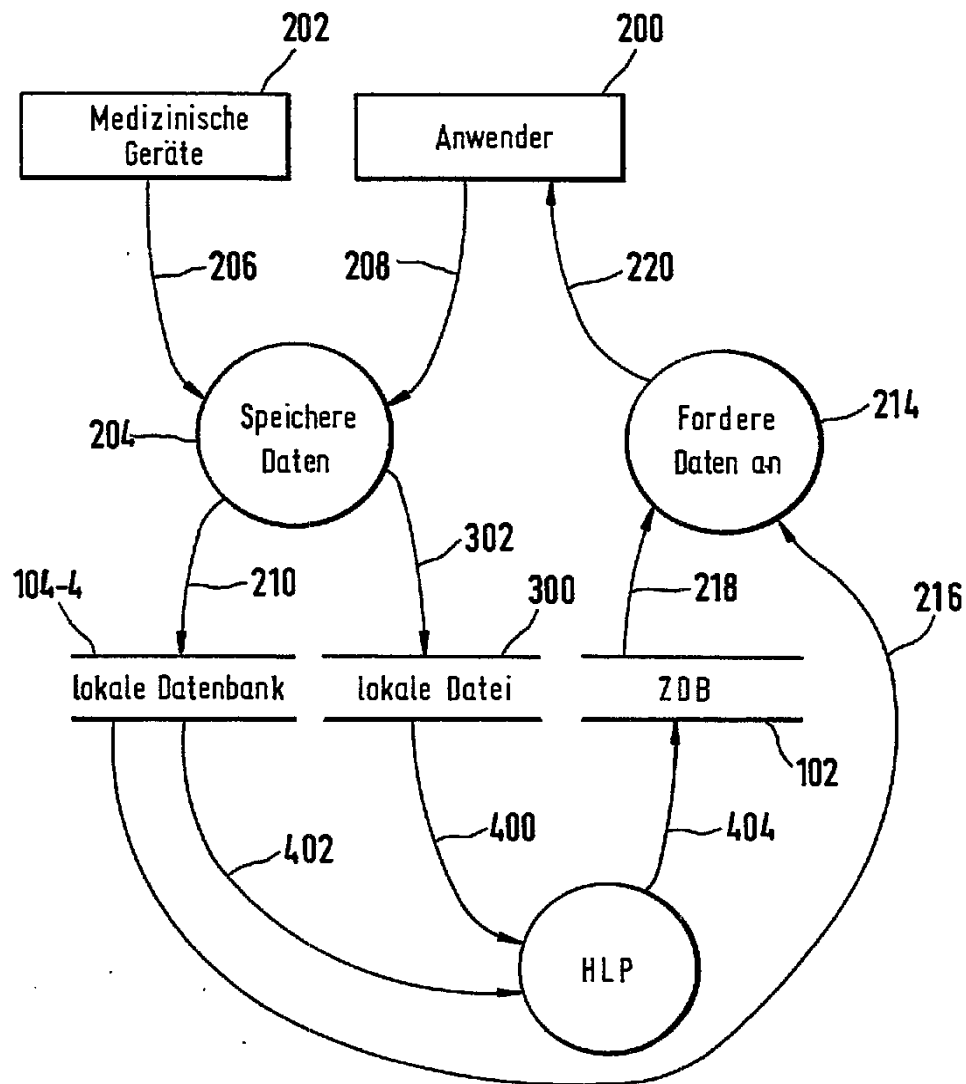 202
200
Medizinische
Geräte
Anwender
206
208
220
204
Speichere
Daten
Fordere
Daten an
214
302
104-4
210
300
218
216
lokale Datenbank
lokale Datei
ZDB
102
402
400
404
HLP